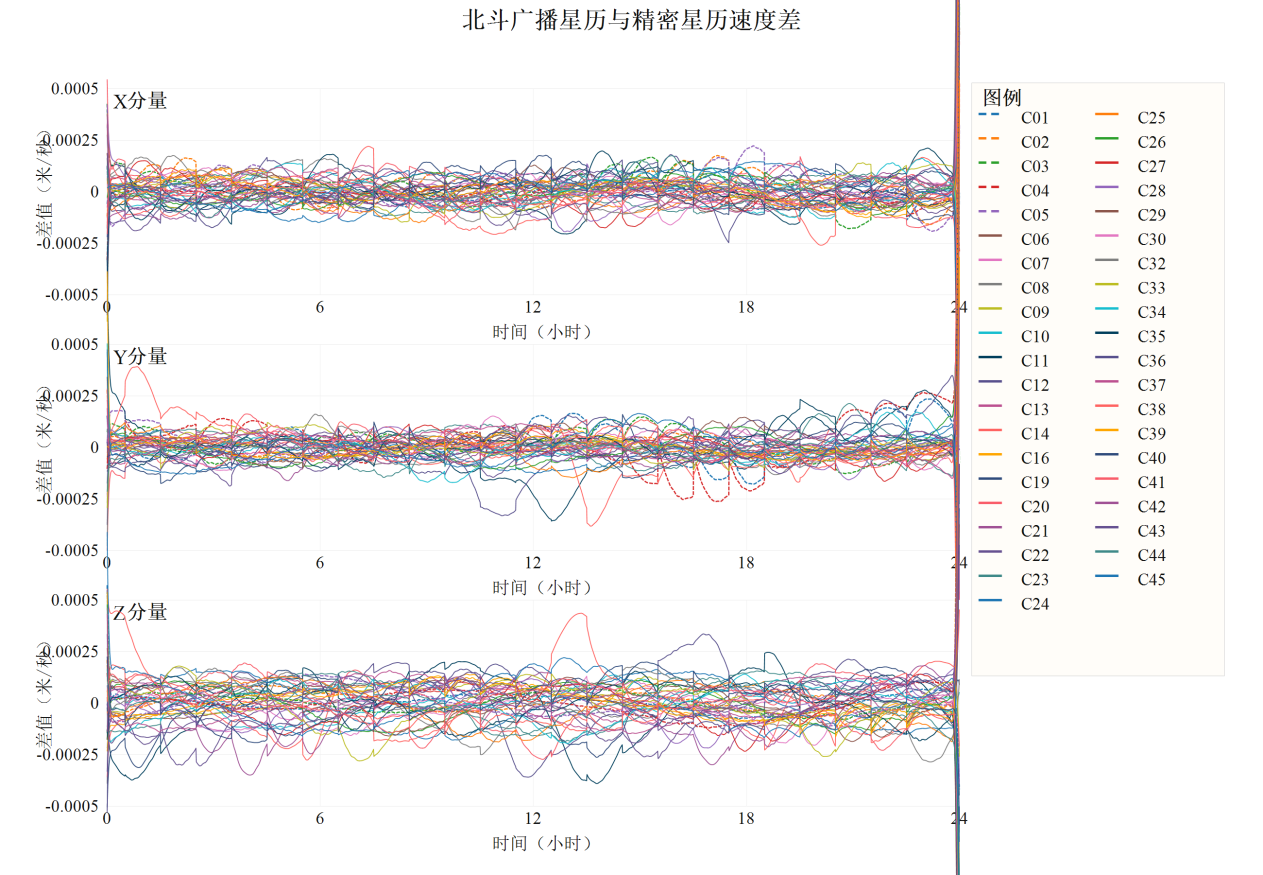 北斗广播星历与精密星历速度差
0.0005
X分量
0.00025
0
-0.00025
-0.0005
差值（米/秒）
0 6 12 18 24
时间（小时）
0.0005
Y分量
0.00025
0
-0.00025
-0.0005
差值（米/秒）
0 6 12 18 24
时间（小时）
0.0005
Z分量
0.00025
0
-0.00025
-0.0005
差值（米/秒）
0 6 12 18 24
时间（小时）
图例
C01 C25
C02 C26
C03 C27
C04 C28
C05 C29
C06 C30
C07 C32
C08 C33
C09 C34
C10 C35
C11 C36
C12 C37
C13 C38
C14 C39
C16 C40
C19 C41
C20 C42
C21 C43
C22 C44
C23 C45
C24